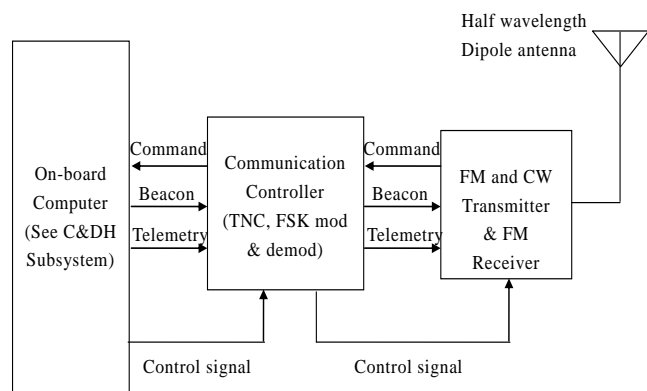 Half wavelength
Dipole antenna
On-board
Computer
(See C&DH
Subsystem)
Command
Beacon
Telemetry
Communication
Controller
(TNC, FSK mod
& demod)
Command
Beacon
Telemetry
FM and CW
Transmitter
& FM
Receiver
Control signal
Control signal